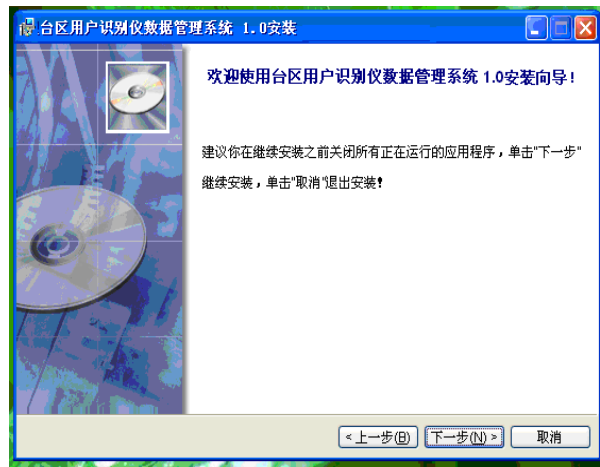 台区用户识别仪数据管理系统 1.0安装
欢迎使用台区用户识别仪数据管理系统 1.0安装向导!
建议你在继续安装之前关闭所有正在运行的应用程序，单击"下一步"
继续安装，单击"取消"退出安装!
<上一步(B) 下一步(N)> 取消